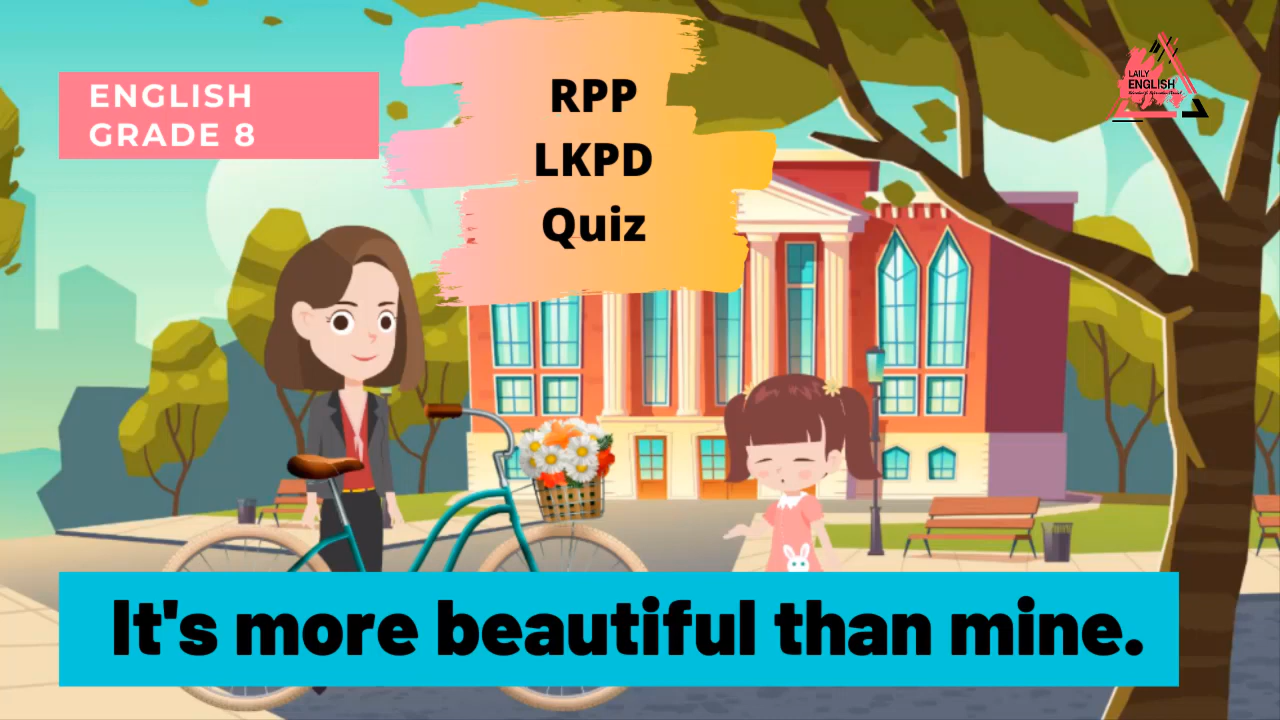 ENGLISH
GRADE 8
RPP
LKPD
Quiz
LAILY
ENGLISH
It's more beautiful than mine.